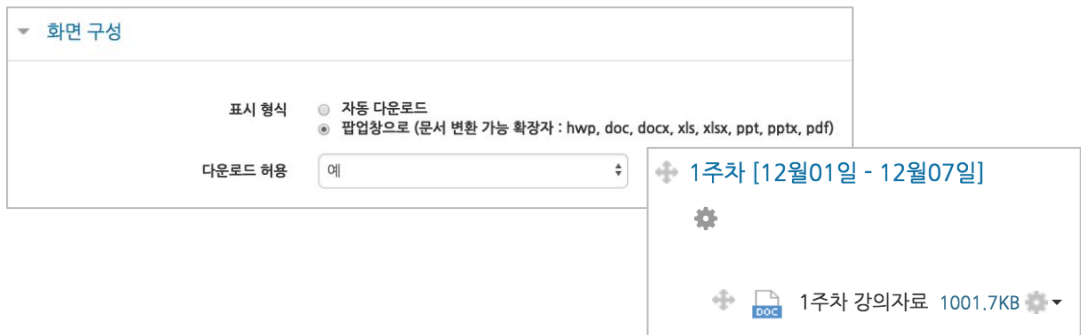 화면 구성
표시 형식
자동 다운로드
팝업창으로 (문서 변환 가능 확장자 : hwp, doc, docx, xls, xlsx, ppt, pptx, pdf)
다운로드 허용
예
1주차 [12월01일 - 12월07일]
DOC
1주차 강의자료 1001.7KB